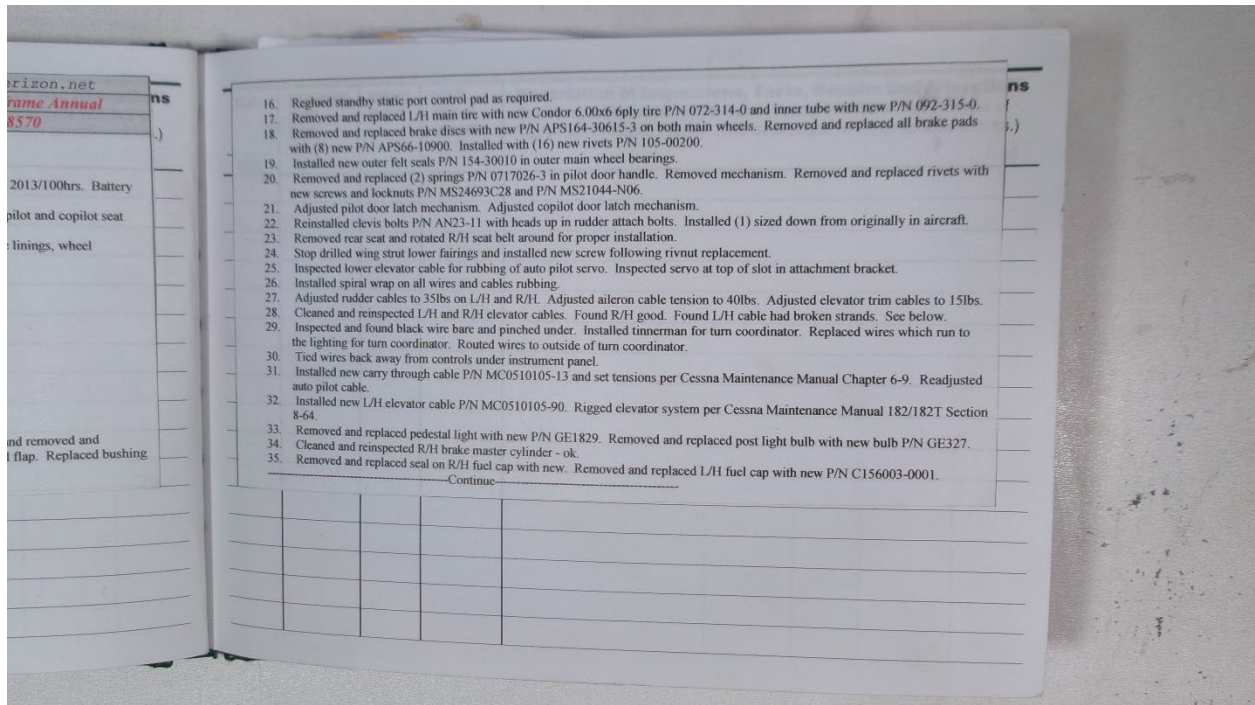 erizon.net
rame Annual
8570
ns
.)
2013/100hrs. Battery
pilot and copilot seat
linings, wheel
nd removed and
flap. Replaced bushing
ns
.)
16. Reglued standby static port control pad as required.
17. Removed and replaced L/H main tire with new Condor 6.00x6 6ply tire P/N 072-314-0 and inner tube with new P/N 092-315-0.
18. Removed and replaced brake discs with new P/N APS164-30615-3 on both main wheels. Removed and replaced all brake pads
with (8) new P/N APS66-10900. Installed with (16) new rivets P/N 105-00200.
19. Installed new outer felt seals P/N 154-30010 in outer main wheel bearings.
20. Removed and replaced (2) springs P/N 0717026-3 in pilot door handle. Removed mechanism. Removed and replaced rivets with
new screws and locknuts P/N MS24693C28 and P/N MS21044-N06.
21. Adjusted pilot door latch mechanism. Adjusted copilot door latch mechanism.
22. Reinstalled clevis bolts P/N AN23-11 with heads up in rudder attach bolts. Installed (1) sized down from originally in aircraft.
23. Removed rear seat and rotated R/H seat belt around for proper installation.
24. Stop drilled wing strut lower fairings and installed new screw following rivnut replacement.
25. Inspected lower elevator cable for rubbing of auto pilot servo. Inspected servo at top of slot in attachment bracket.
26. Installed spiral wrap on all wires and cables rubbing.
27. Adjusted rudder cables to 35lbs on L/H and R/H. Adjusted aileron cable tension to 40lbs. Adjusted elevator trim cables to 15lbs.
28. Cleaned and reinspected L/H and R/H elevator cables. Found R/H good. Found L/H cable had broken strands. See below.
29. Inspected and found black wire bare and pinched under. Installed tinnerman for turn coordinator. Replaced wires which run to
the lighting for turn coordinator. Routed wires to outside of turn coordinator.
30. Tied wires back away from controls under instrument panel.
31. Installed new carry through cable P/N MC0510105-13 and set tensions per Cessna Maintenance Manual Chapter 6-9. Readjusted
auto pilot cable.
32. Installed new L/H elevator cable P/N MC0510105-90. Rigged elevator system per Cessna Maintenance Manual 182/182T Section
8-64.
33. Removed and replaced pedestal light with new P/N GE1829. Removed and replaced post light bulb with new bulb P/N GE327.
34. Cleaned and reinspected R/H brake master cylinder - ok.
35. Removed and replaced seal on R/H fuel cap with new. Removed and replaced L/H fuel cap with new P/N C156003-0001.
----------------------------------Continue-----------------------------------